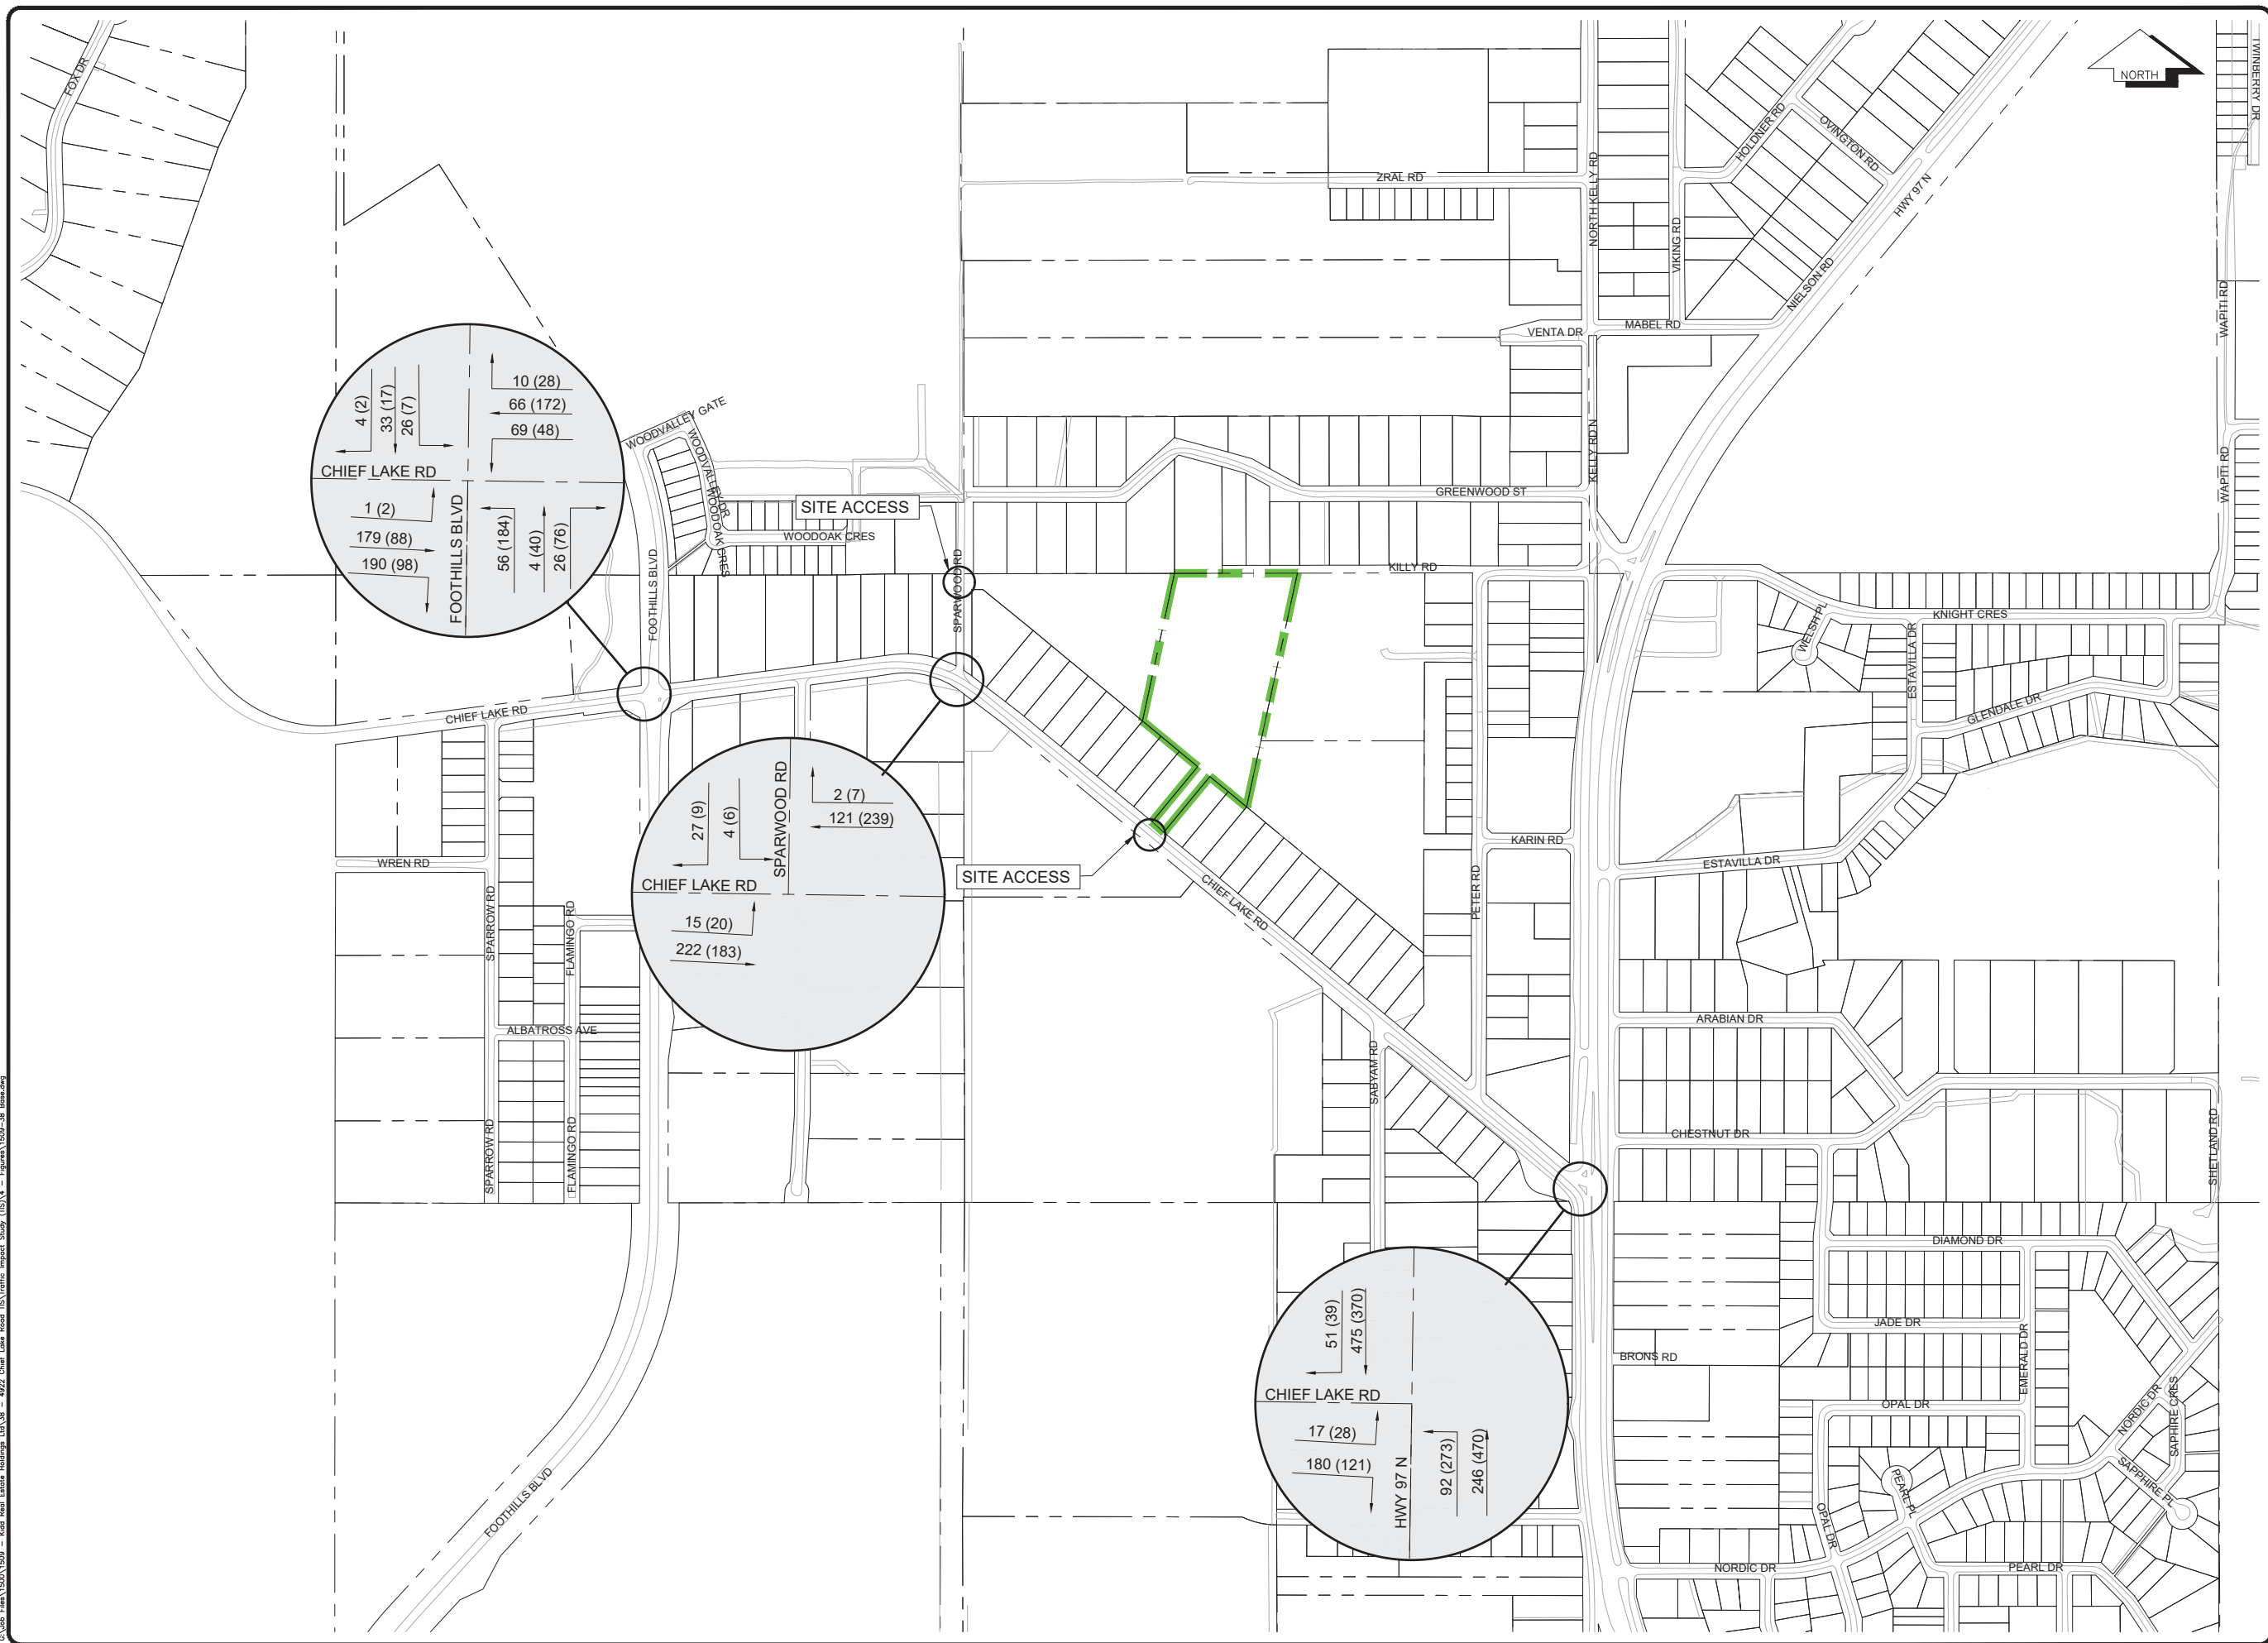 FOX DR
NORTH
TWINBERRY DR
HOLDNER RD
OVINGTON RD
ZRAL RD
NORTH KELLY RD
HWY 97 N
VIKING RD
NIELSON RD
WAPITI RD
VENTA DR
MABEL RD
4 (2)
33 (17)
26 (7)
10 (28)
66 (172)
69 (48)
CHIEF LAKE RD
1 (2)
179 (88)
190 (98)
FOOTHILLS BLVD
56 (184)
4 (40)
26 (76)
WOODVALLEY GATE
WOODVALLEY DR
WOODOAK CRES
SITE ACCESS
WOODOAK CRES
KELLY RD N
GREENWOOD ST
WAPITI RD
FOOTHILLS BLVD
SPARWOOD RD
KILLY RD
KNIGHT CRES
WELSH PL
ESTAVILLA DR
GLENDALE DR
CHIEF LAKE RD
27 (9)
4 (6)
SPARWOOD RD
2 (7)
121 (239)
CHIEF LAKE RD
15 (20)
222 (183)
SITE ACCESS
KARIN RD
ESTAVILLA DR
WREN RD
SPARROW RD
FLAMINGO RD
CHIEF LAKE RD
PETER RD
ARABIAN DR
ALBATROSS AVE
SABYAM RD
SPARROW RD
FLAMINGO RD
CHESTNUT DR
SHETLAND RD
DIAMOND DR
51 (39)
475 (370)
CHIEF LAKE RD
17 (28)
180 (121)
HWY 97 N
92 (273)
246 (470)
JADE DR
BRONS RD
EMERALD DR
OPAL DR
NORDIC DR
SAPHIRE CRES
SAPPHIRE PL
PEARL PL
OPAL DR
FOOTHILLS BLVD
NORDIC DR
PEARL DR